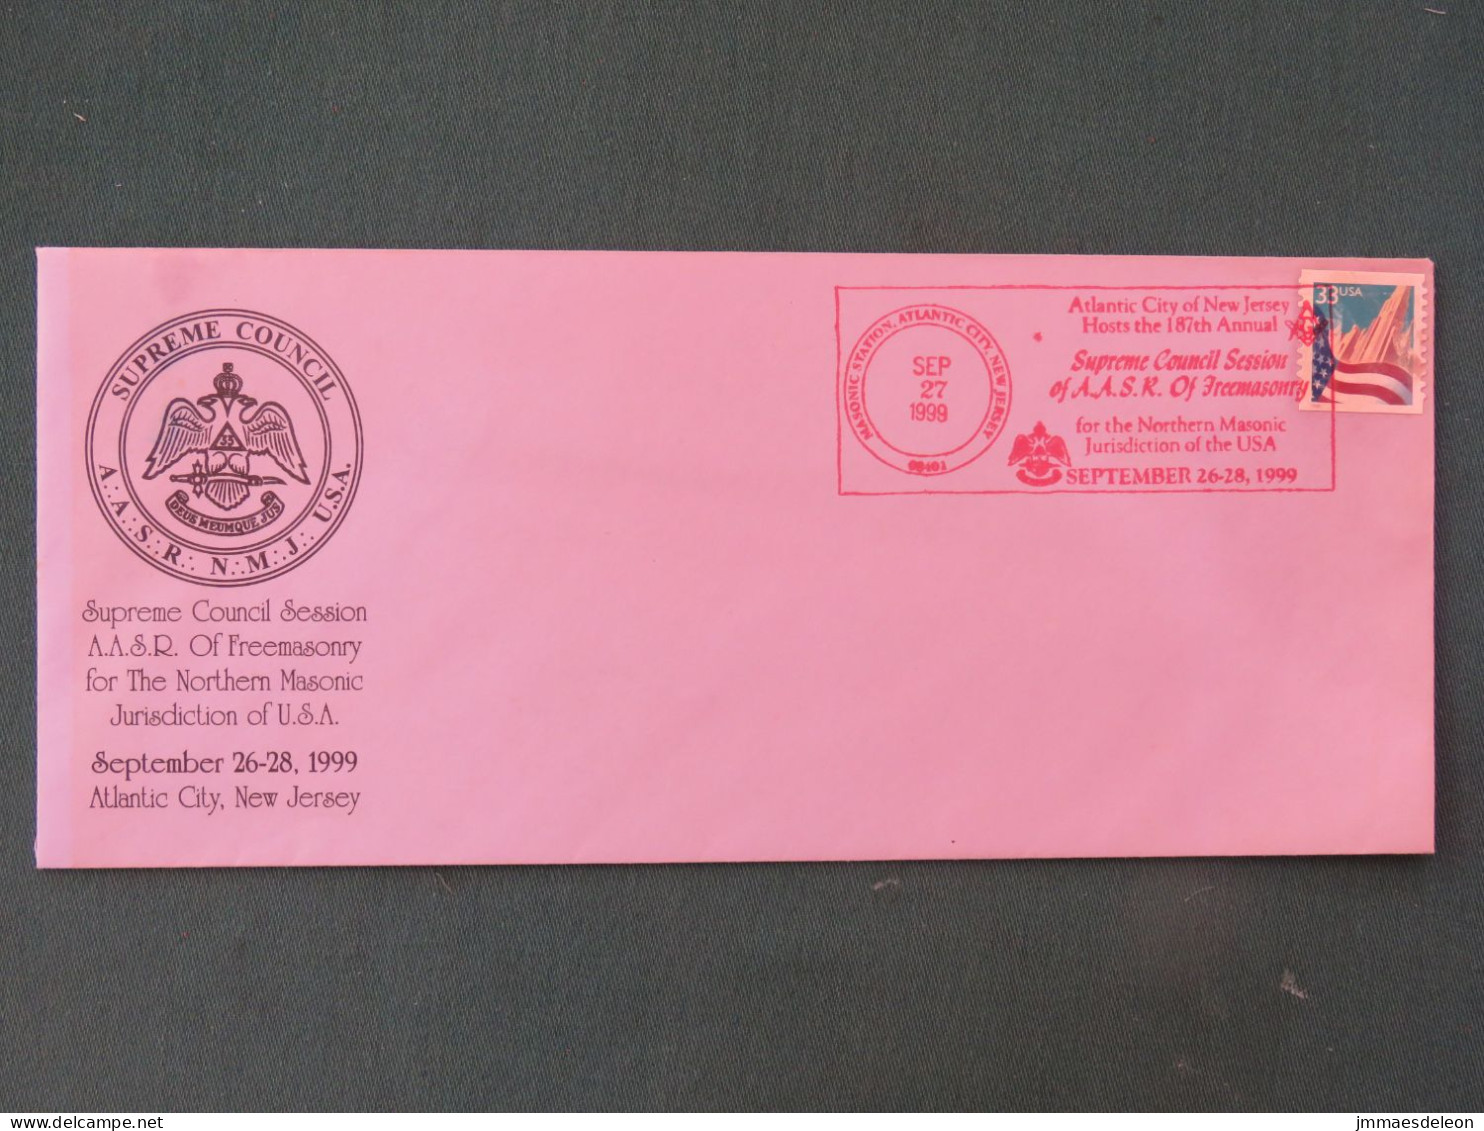 SUPREME COUNCIL
33
DEUS MEUMQUE JUS
A∴A∴S∴R∴ N∴M∴J∴ U.S.A.
Supreme Council Session
A.A.S.R. Of Freemasonry
for The Northern Masonic
Jurisdiction of U.S.A.
September 26-28, 1999
Atlantic City, New Jersey
MASONIC STATION, ATLANTIC CITY, NEW JERSEY
SEP
27
1999
08401
Atlantic City of New Jersey
Hosts the 187th Annual
Supreme Council Session
of A.A.S.R. Of Freemasonry
for the Northern Masonic
Jurisdiction of the USA
SEPTEMBER 26-28, 1999
33USA
delcampe.net
jmmaesdeleon